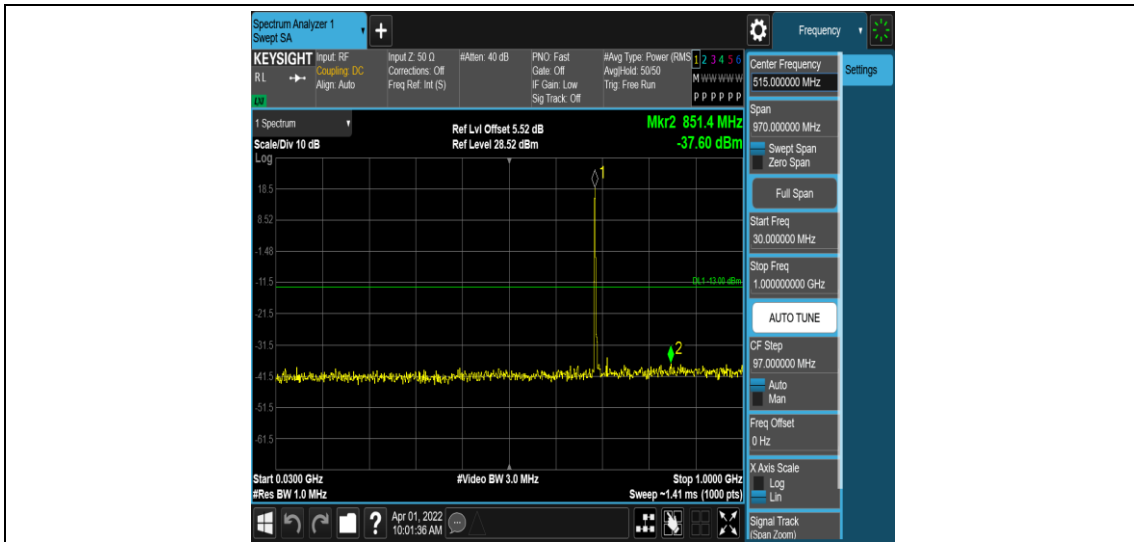 Spectrum Analyzer 1
Swept SA
+
Frequency
KEYSIGHT
RL
LXI
Input: RF
Coupling: DC
Align: Auto
Input Z: 50 Ω
Corrections: Off
Freq Ref: Int (S)
#Atten: 40 dB
PNO: Fast
Gate: Off
IF Gain: Low
Sig Track: Off
#Avg Type: Power (RMS
Avg|Hold: 50/50
Trig: Free Run
1 2 3 4 5 6
M W W W W W
P P P P P P
1 Spectrum
Scale/Div 10 dB
Log
Ref Lvl Offset 5.52 dB
Ref Level 28.52 dBm
Mkr2 851.4 MHz
-37.60 dBm
1
18.5
8.52
-1.48
-11.5
DL1 -13.00 dBm
-21.5
-31.5
2
-41.5
-51.5
-61.5
Start 0.0300 GHz
#Res BW 1.0 MHz
#Video BW 3.0 MHz
Stop 1.0000 GHz
Sweep ~1.41 ms (1000 pts)
?
Apr 01, 2022
10:01:36 AM
Center Frequency
515.000000 MHz
Span
970.000000 MHz
Swept Span
Zero Span
Full Span
Start Freq
30.000000 MHz
Stop Freq
1.000000000 GHz
AUTO TUNE
CF Step
97.000000 MHz
Auto
Man
Freq Offset
0 Hz
X Axis Scale
Log
Lin
Signal Track
(Span Zoom)
Settings